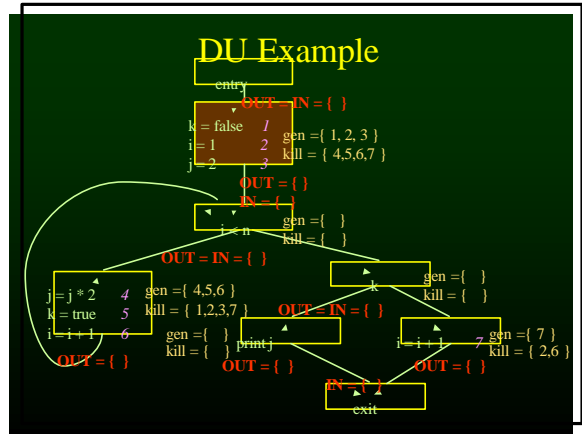 DU Example
entry
OUT = IN = { }
k = false 1
i = 1 2
j = 2 3
gen ={ 1, 2, 3 }
kill = { 4,5,6,7 }
OUT = { }
IN = { }
i < n
gen ={ }
kill = { }
OUT = IN = { }
k
gen ={ }
kill = { }
j = j * 2 4
k = true 5
i = i + 1 6
gen ={ 4,5,6 }
kill = { 1,2,3,7 }
OUT = { }
OUT = IN = { }
gen ={ }
kill = { }
print j
OUT = { }
i = i + 1 7
gen ={ 7 }
kill = { 2,6 }
OUT = { }
IN = { }
exit